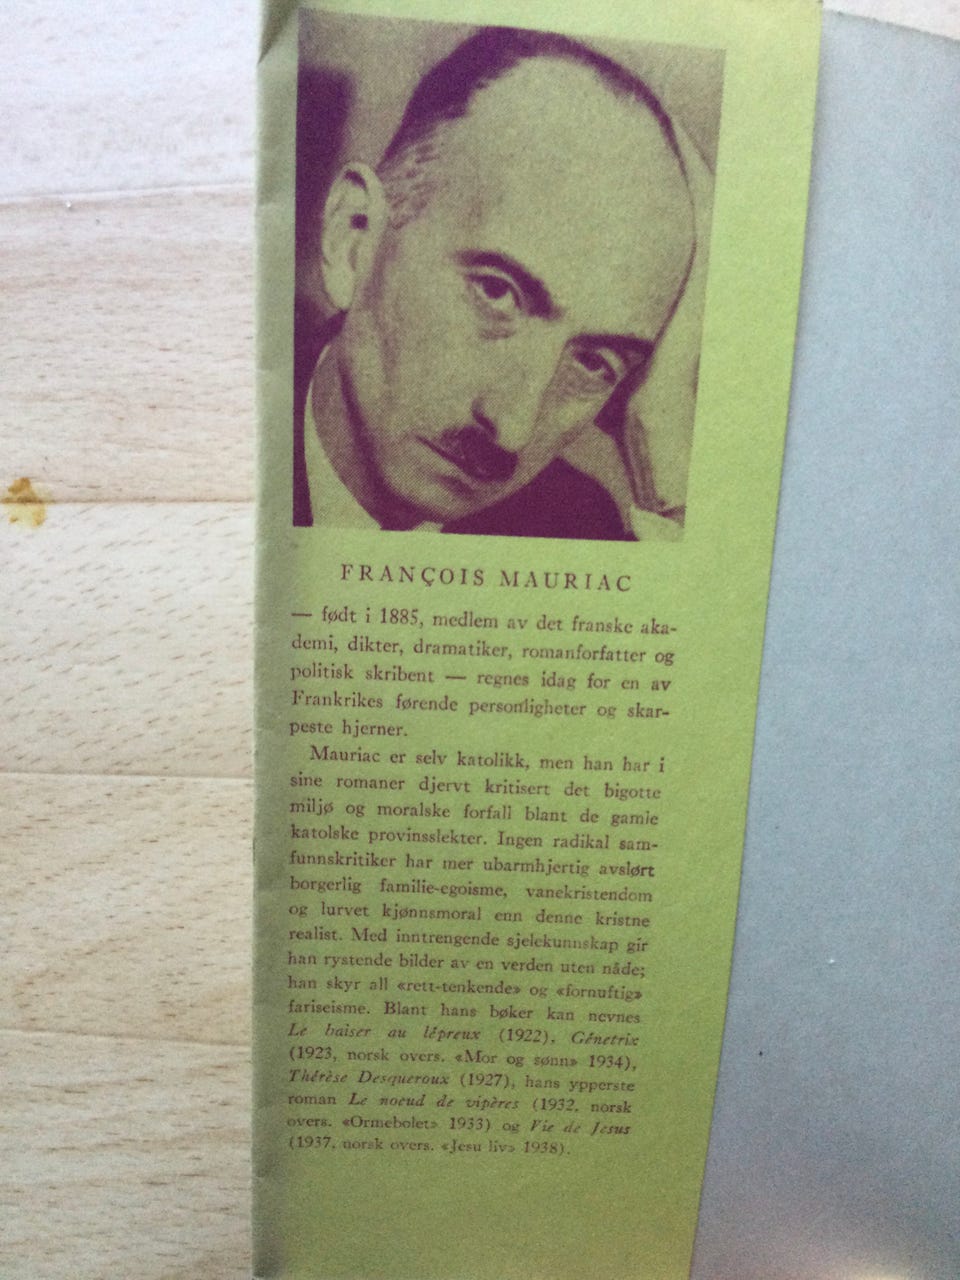 FRANÇOIS MAURIAC
— født i 1885, medlem av det franske aka-
demi, dikter, dramatiker, romanforfatter og
politisk skribent — regnes idag for en av
Frankrikes førende personligheter og skar-
peste hjerner.
Mauriac er selv katolikk, men han har i
sine romaner djervt kritisert det bigotte
miljø og moralske forfall blant de gamle
katolske provinsslekter. Ingen radikal sam-
funnskritiker har mer ubarmhjertig avslørt
borgerlig familie-egoisme, vanekristendom
og lurvet kjønnsmoral enn denne kristne
realist. Med inntrengende sjelekunnskap gir
han rystende bilder av en verden uten nåde;
han skyr all «rett-tenkende» og «fornuftig»
fariseisme. Blant hans bøker kan nevnes
Le baiser au lépreux (1922), Génetrix
(1923, norsk overs. «Mor og sønn» 1934),
Thérèse Desqueroux (1927), hans ypperste
roman Le noeud de vipères (1932, norsk
overs. «Ormebolet» 1933) og Vie de Jesus
(1937, norsk overs. «Jesu liv» 1938).